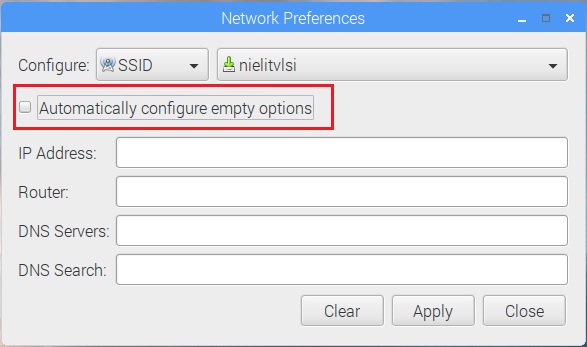 Network Preferences
Configure: SSID nielitvlsi
Automatically configure empty options
IP Address:
Router:
DNS Servers:
DNS Search:
Clear Apply Close